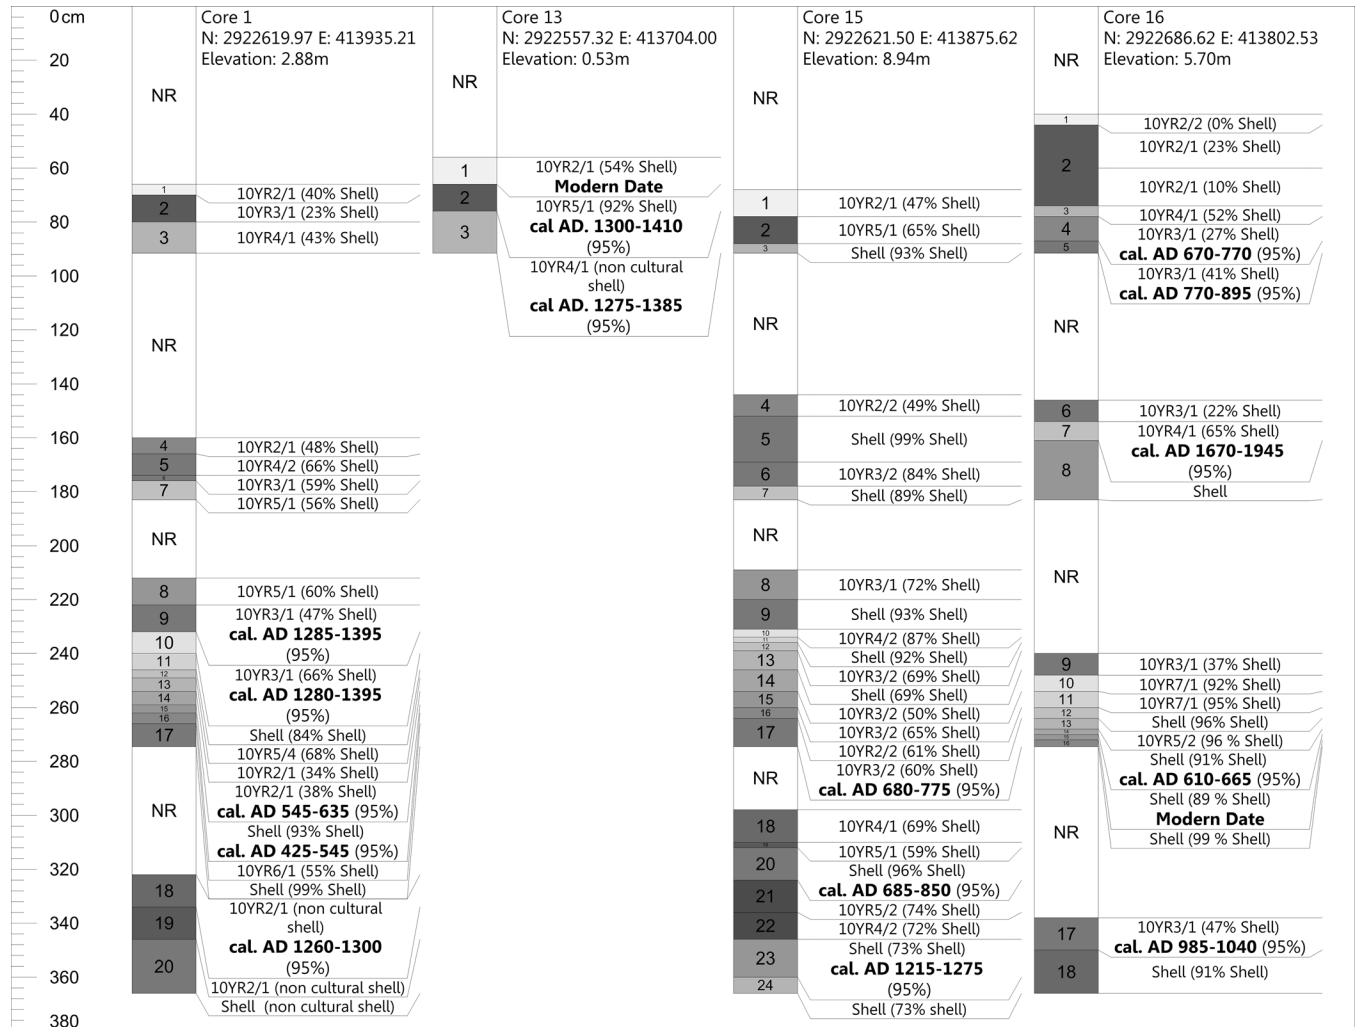 0cm
20
40
60
80
100
120
140
160
180
200
220
240
260
280
300
320
340
360
380
Core 1
N: 2922619.97 E: 413935.21
Elevation: 2.88m
NR
1
2
3
10YR2/1 (40% Shell)
10YR3/1 (23% Shell)
10YR4/1 (43% Shell)
NR
4
5
6
7
10YR2/1 (48% Shell)
10YR4/2 (66% Shell)
10YR3/1 (59% Shell)
10YR5/1 (56% Shell)
NR
8
9
10
11
12
13
14
15
16
17
10YR5/1 (60% Shell)
10YR3/1 (47% Shell)
cal. AD 1285-1395
(95%)
10YR3/1 (66% Shell)
cal. AD 1280-1395
(95%)
Shell (84% Shell)
10YR5/4 (68% Shell)
10YR2/1 (34% Shell)
10YR2/1 (38% Shell)
cal. AD 545-635 (95%)
Shell (93% Shell)
cal. AD 425-545 (95%)
10YR6/1 (55% Shell)
Shell (99% Shell)
NR
18
19
20
10YR2/1 (non cultural
shell)
cal. AD 1260-1300
(95%)
10YR2/1 (non cultural shell)
Shell (non cultural shell)
Core 13
N: 2922557.32 E: 413704.00
Elevation: 0.53m
NR
1
2
3
10YR2/1 (54% Shell)
Modern Date
10YR5/1 (92% Shell)
cal AD. 1300-1410
(95%)
10YR4/1 (non cultural
shell)
cal AD. 1275-1385
(95%)
Core 15
N: 2922621.50 E: 413875.62
Elevation: 8.94m
NR
1
2
3
10YR2/1 (47% Shell)
10YR5/1 (65% Shell)
Shell (93% Shell)
NR
4
5
6
7
10YR2/2 (49% Shell)
Shell (99% Shell)
10YR3/2 (84% Shell)
Shell (89% Shell)
NR
8
9
10
11
12
13
14
15
16
17
10YR3/1 (72% Shell)
Shell (93% Shell)
10YR4/2 (87% Shell)
Shell (92% Shell)
10YR3/2 (69% Shell)
Shell (69% Shell)
10YR3/2 (50% Shell)
10YR3/2 (65% Shell)
10YR2/2 (61% Shell)
10YR3/2 (60% Shell)
cal. AD 680-775 (95%)
NR
18
19
20
21
22
23
24
10YR4/1 (69% Shell)
10YR5/1 (59% Shell)
Shell (96% Shell)
cal. AD 685-850 (95%)
10YR5/2 (74% Shell)
10YR4/2 (72% Shell)
Shell (73% Shell)
cal. AD 1215-1275
(95%)
Shell (73% shell)
Core 16
N: 2922686.62 E: 413802.53
Elevation: 5.70m
NR
1
2
3
4
5
10YR2/2 (0% Shell)
10YR2/1 (23% Shell)
10YR2/1 (10% Shell)
10YR4/1 (52% Shell)
10YR3/1 (27% Shell)
cal. AD 670-770 (95%)
10YR3/1 (41% Shell)
cal. AD 770-895 (95%)
NR
6
7
8
10YR3/1 (22% Shell)
10YR4/1 (65% Shell)
cal. AD 1670-1945
(95%)
Shell
NR
9
10
11
12
13
14
15
16
10YR3/1 (37% Shell)
10YR7/1 (92% Shell)
10YR7/1 (95% Shell)
Shell (96% Shell)
10YR5/2 (96 % Shell)
Shell (91% Shell)
cal. AD 610-665 (95%)
Shell (89 % Shell)
Modern Date
Shell (99 % Shell)
NR
17
18
10YR3/1 (47% Shell)
cal. AD 985-1040 (95%)
Shell (91% Shell)